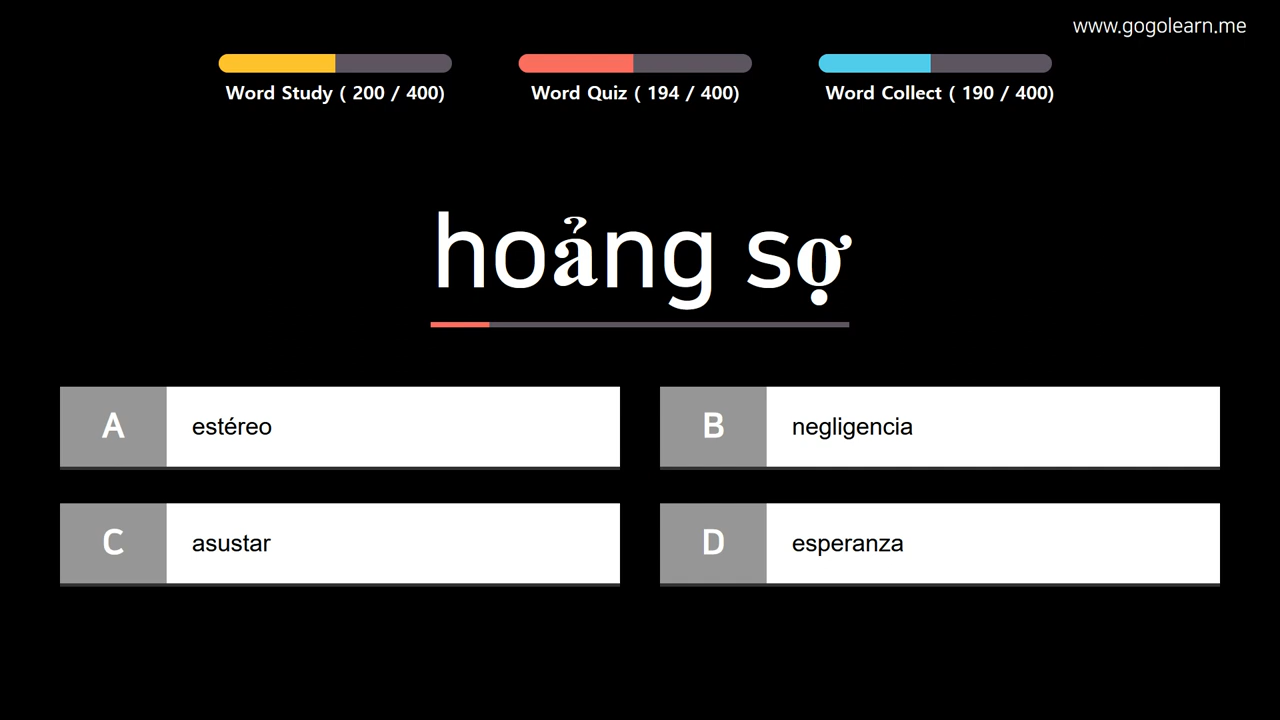 www.gogolearn.me
Word Study ( 200 / 400)
Word Quiz ( 194 / 400)
Word Collect ( 190 / 400)
hoảng sợ
A estéreo
B negligencia
C asustar
D esperanza